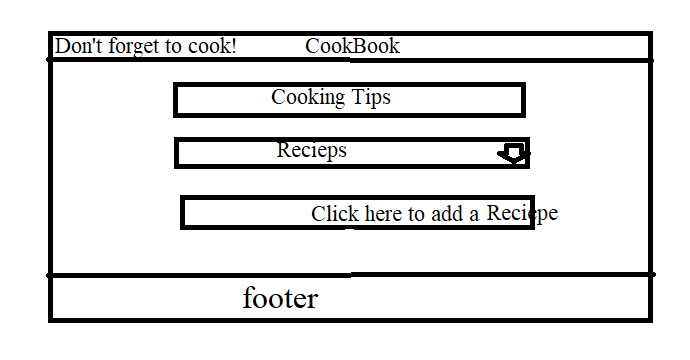 Don't forget to cook! CookBook
Cooking Tips
Recieps
Click here to add a Reciepe
footer